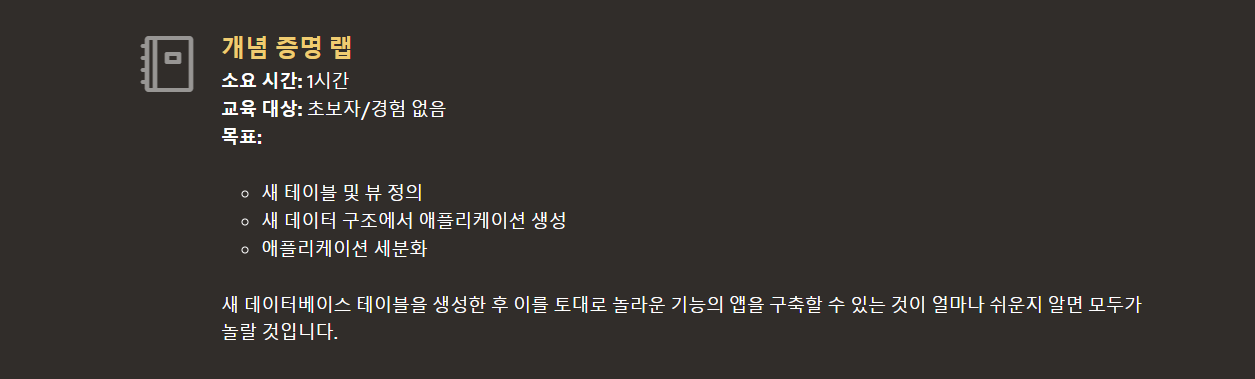 개념 증명 랩
소요 시간: 1시간
교육 대상: 초보자/경험 없음
목표:
새 테이블 및 뷰 정의
새 데이터 구조에서 애플리케이션 생성
애플리케이션 세분화
새 데이터베이스 테이블을 생성한 후 이를 토대로 놀라운 기능의 앱을 구축할 수 있는 것이 얼마나 쉬운지 알면 모두가
놀랄 것입니다.